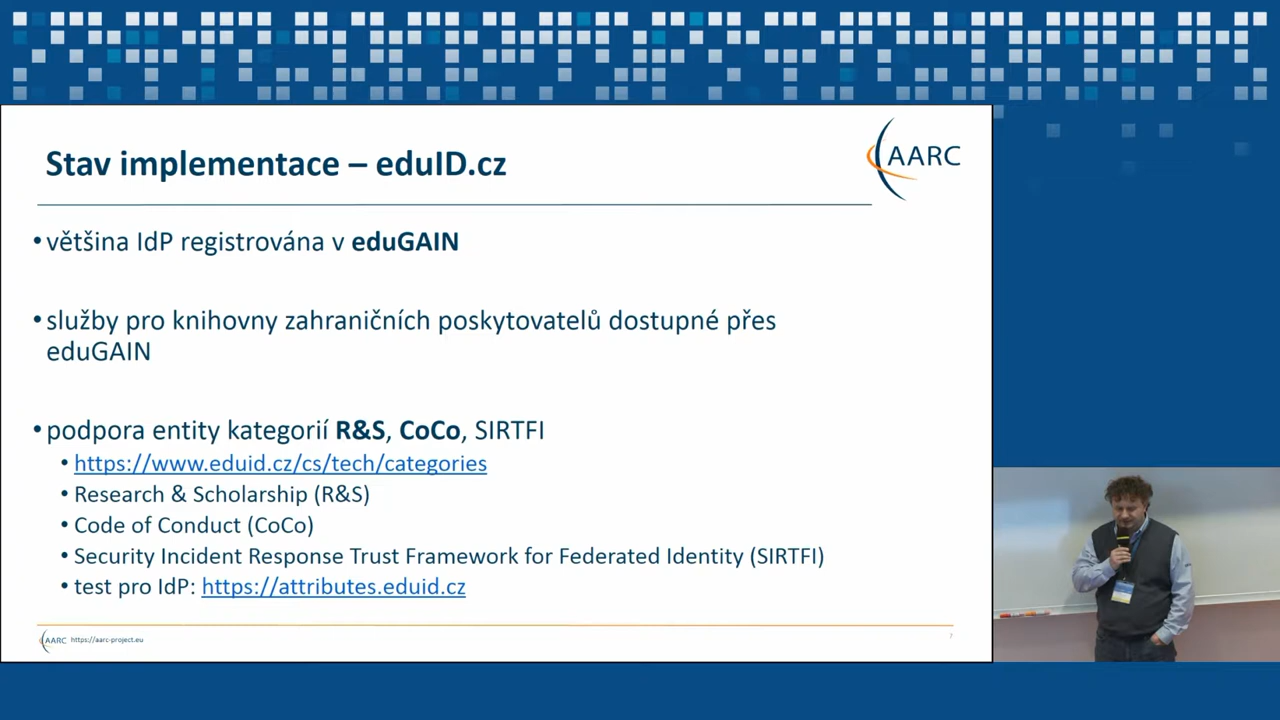 Stav implementace – eduID.cz
AARC
• většina IdP registrována v eduGAIN
• služby pro knihovny zahraničních poskytovatelů dostupné přes
eduGAIN
• podpora entity kategorií R&S, CoCo, SIRTFI
• https://www.eduid.cz/cs/tech/categories
• Research & Scholarship (R&S)
• Code of Conduct (CoCo)
• Security Incident Response Trust Framework for Federated Identity (SIRTFI)
• test pro IdP: https://attributes.eduid.cz
AARC https://aarc-project.eu
7